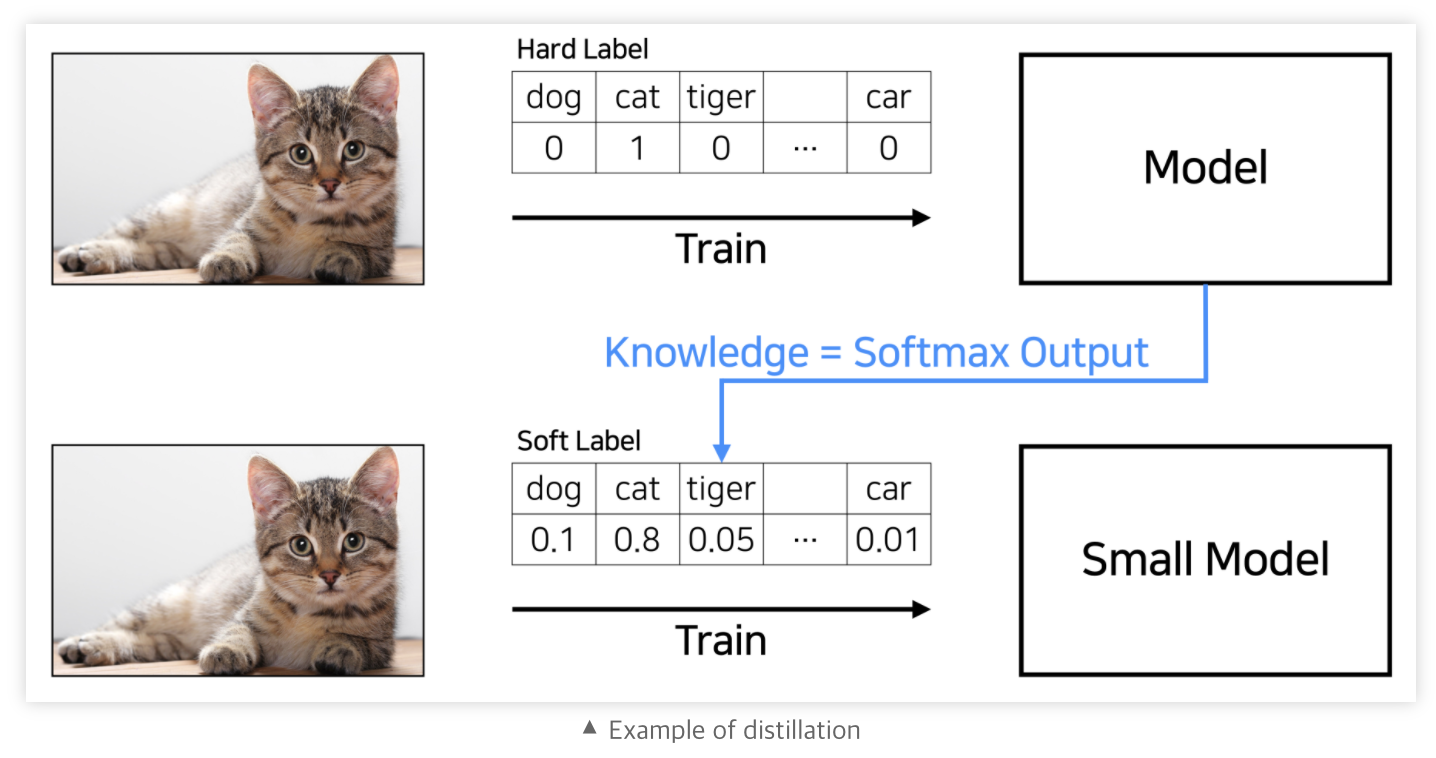 Hard Label
dog cat tiger car
0 1 0 ... 0
Train
Model
Knowledge = Softmax Output
Soft Label
dog cat tiger car
0.1 0.8 0.05 ... 0.01
Train
Small Model
▲ Example of distillation